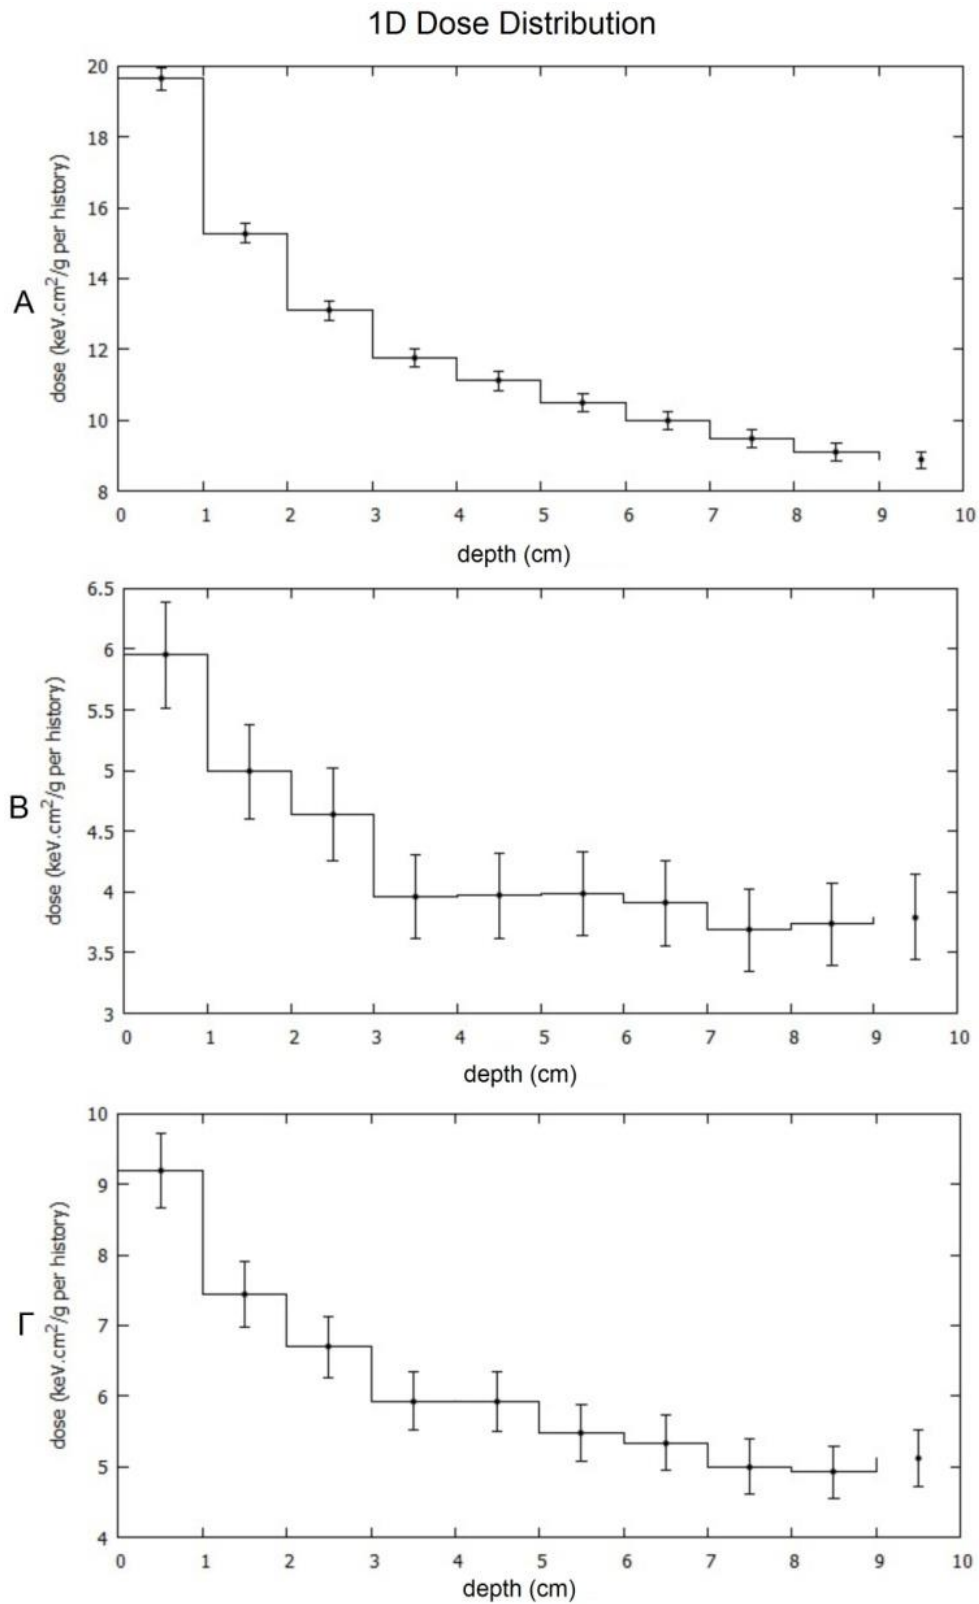 1D Dose Distribution
A
dose (keV.cm²/g per history)
20
18
16
14
12
10
8
0 1 2 3 4 5 6 7 8 9 10
depth (cm)
B
dose (keV.cm²/g per history)
6.5
6
5.5
5
4.5
4
3.5
3
0 1 2 3 4 5 6 7 8 9 10
depth (cm)
Γ
dose (keV.cm²/g per history)
10
9
8
7
6
5
4
0 1 2 3 4 5 6 7 8 9 10
depth (cm)